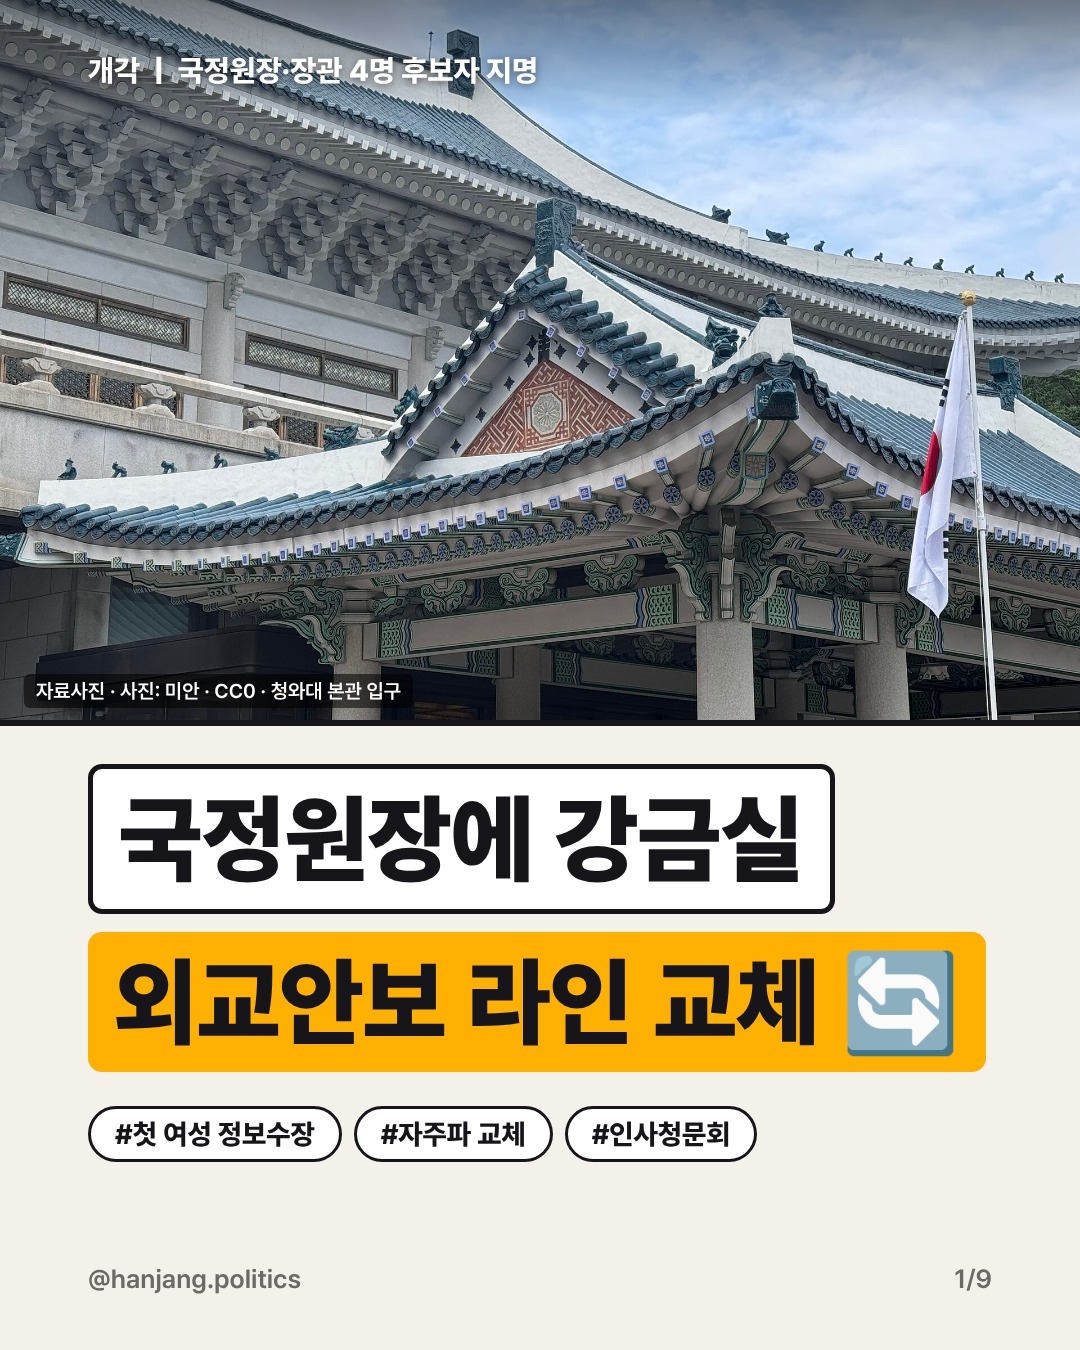 개각 | 국정원장·장관 4명 후보자 지명
자료사진 · 사진: 미안 · CC0 · 청와대 본관 입구
국정원장에 강금실
외교안보 라인 교체 🔄
#첫 여성 정보수장 #자주파 교체 #인사청문회
@hanjang.politics 1/9